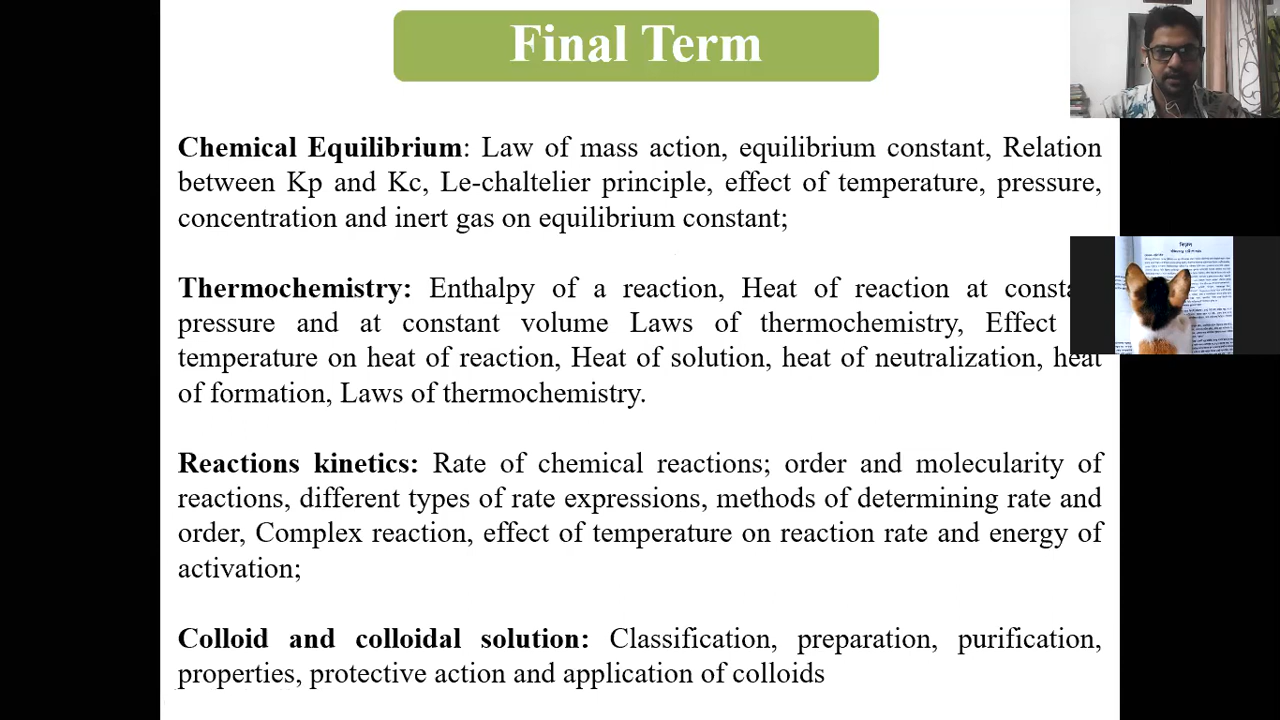 Final Term
Chemical Equilibrium: Law of mass action, equilibrium constant, Relation
between Kp and Kc, Le-chaltelier principle, effect of temperature, pressure,
concentration and inert gas on equilibrium constant;
Thermochemistry: Enthalpy of a reaction, Heat of reaction at
pressure and at constant volume Laws of thermochemistry, Effect
temperature on heat of reaction, Heat of solution, heat of neutralization, heat
of formation, Laws of thermochemistry.
Reactions kinetics: Rate of chemical reactions; order and molecularity of
reactions, different types of rate expressions, methods of determining rate and
order, Complex reaction, effect of temperature on reaction rate and energy of
activation;
Colloid and colloidal solution: Classification, preparation, purification,
properties, protective action and application of colloids